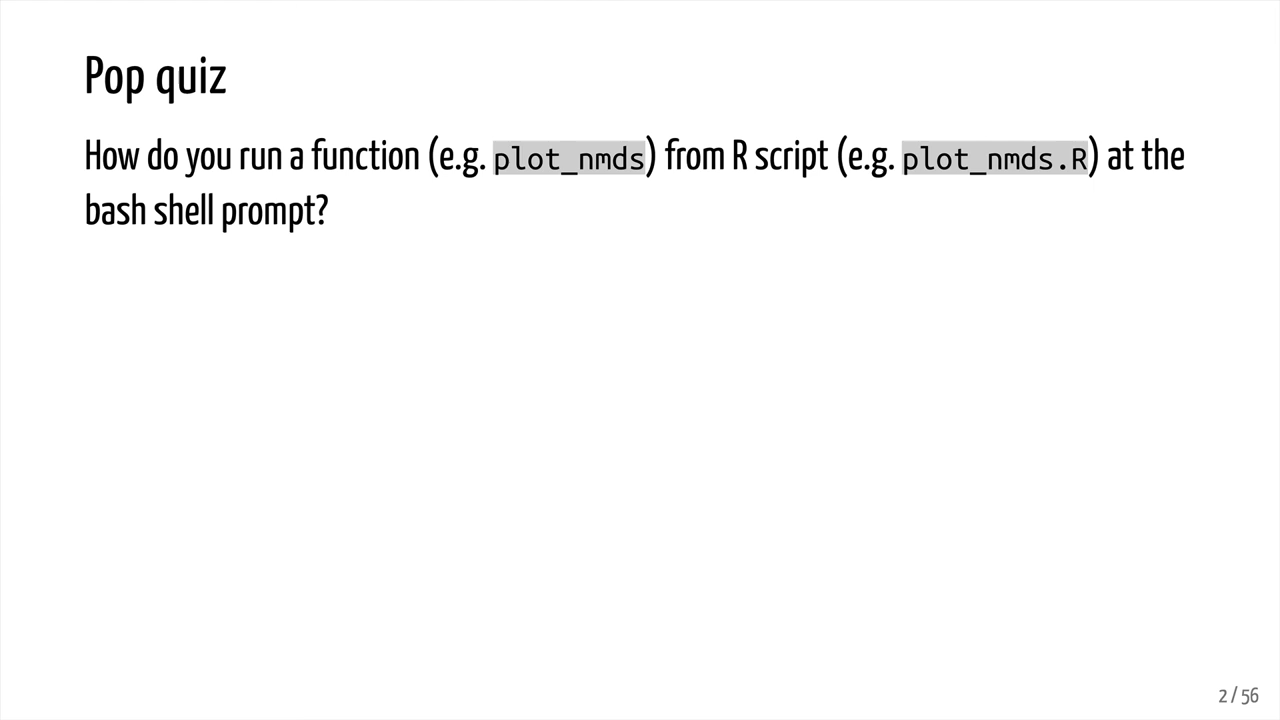 Pop quiz
How do you run a function (e.g. plot_nmds) from R script (e.g. plot_nmds.R) at the
bash shell prompt?
2 / 56